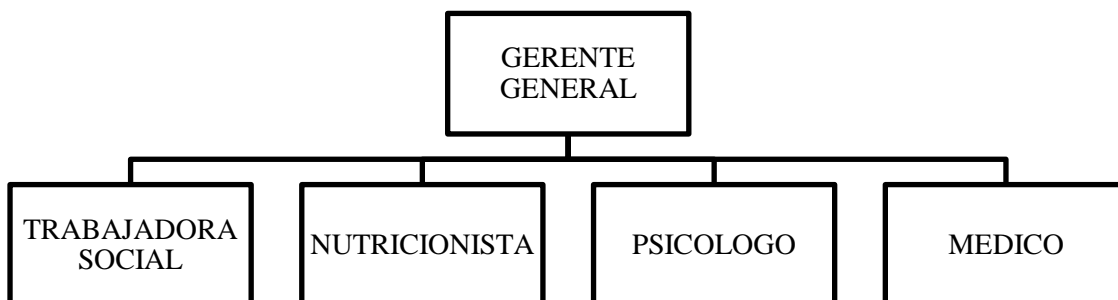 GERENTE
GENERAL
TRABAJADORA
SOCIAL
NUTRICIONISTA
PSICOLOGO
MEDICO